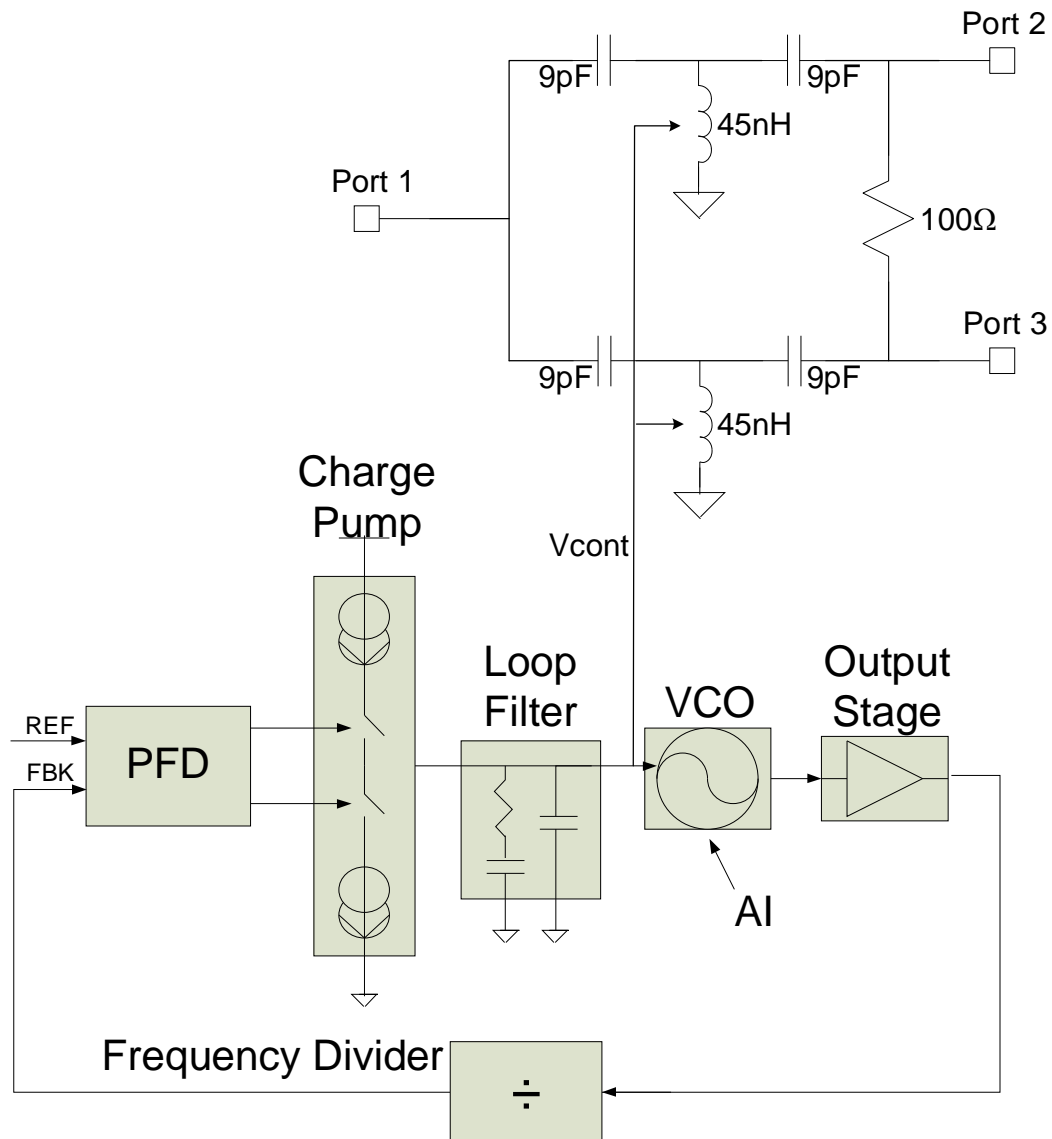 Port 2
9pF
9pF
45nH
Port 1
100Ω
Port 3
9pF
9pF
45nH
Charge
Pump
Vcont
Loop
Filter
VCO
Output
Stage
REF
FBK
PFD
AI
Frequency Divider
÷